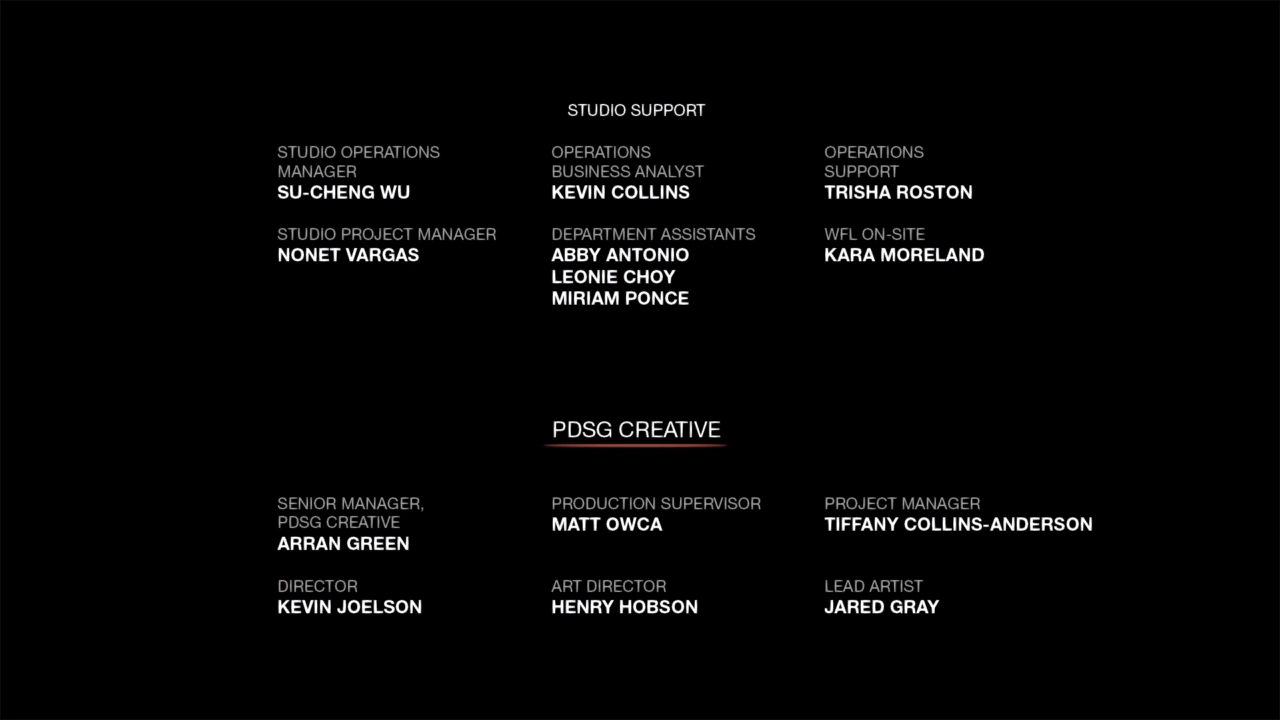 STUDIO SUPPORT
STUDIO OPERATIONS
MANAGER
SU-CHENG WU
OPERATIONS
BUSINESS ANALYST
KEVIN COLLINS
OPERATIONS
SUPPORT
TRISHA ROSTON
STUDIO PROJECT MANAGER
NONET VARGAS
DEPARTMENT ASSISTANTS
ABBY ANTONIO
LEONIE CHOY
MIRIAM PONCE
WFL ON-SITE
KARA MORELAND
PDSG CREATIVE
SENIOR MANAGER,
PDSG CREATIVE
ARRAN GREEN
PRODUCTION SUPERVISOR
MATT OWCA
PROJECT MANAGER
TIFFANY COLLINS-ANDERSON
DIRECTOR
KEVIN JOELSON
ART DIRECTOR
HENRY HOBSON
LEAD ARTIST
JARED GRAY